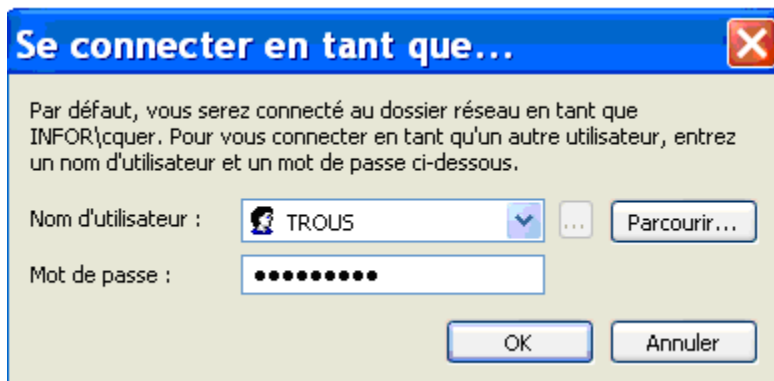 Se connecter en tant que...
Par défaut, vous serez connecté au dossier réseau en tant que
INFOR\cquer. Pour vous connecter en tant qu'un autre utilisateur, entrez
un nom d'utilisateur et un mot de passe ci-dessous.
Nom d'utilisateur : TROUS ... Parcourir...
Mot de passe : •••••••••
OK Annuler